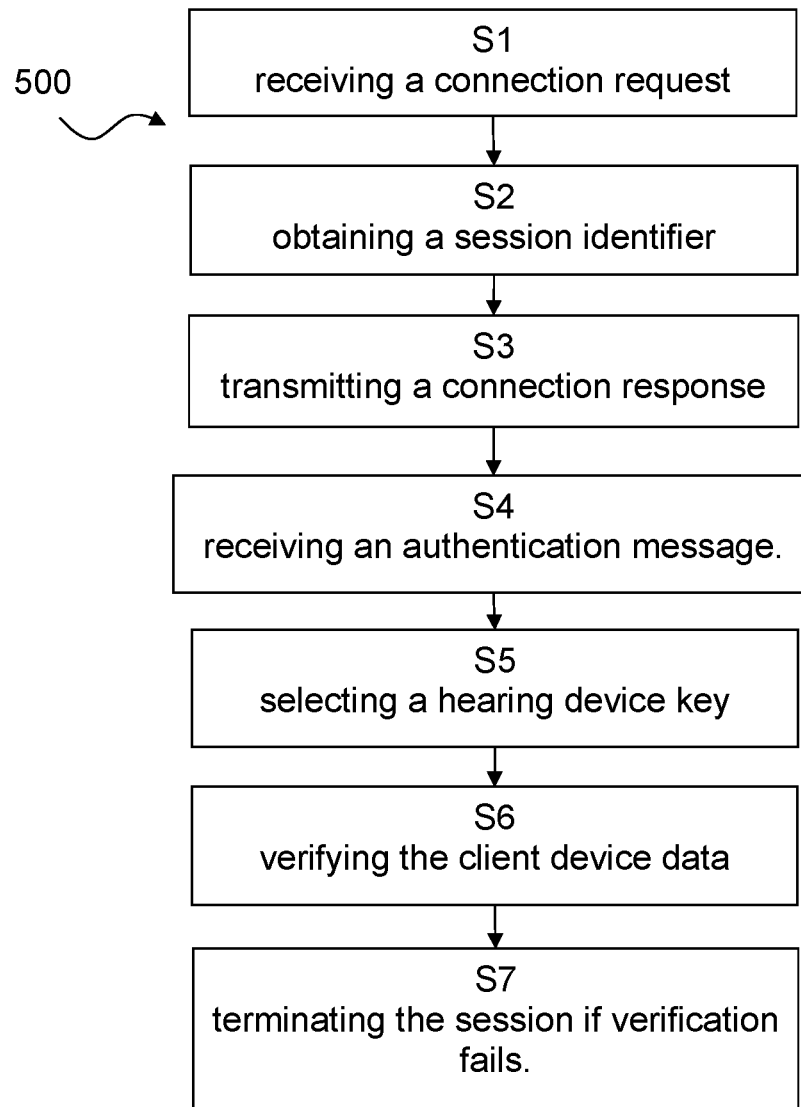 500
S1
receiving a connection request
S2
obtaining a session identifier
S3
transmitting a connection response
S4
receiving an authentication message.
S5
selecting a hearing device key
S6
verifying the client device data
S7
terminating the session if verification
fails.